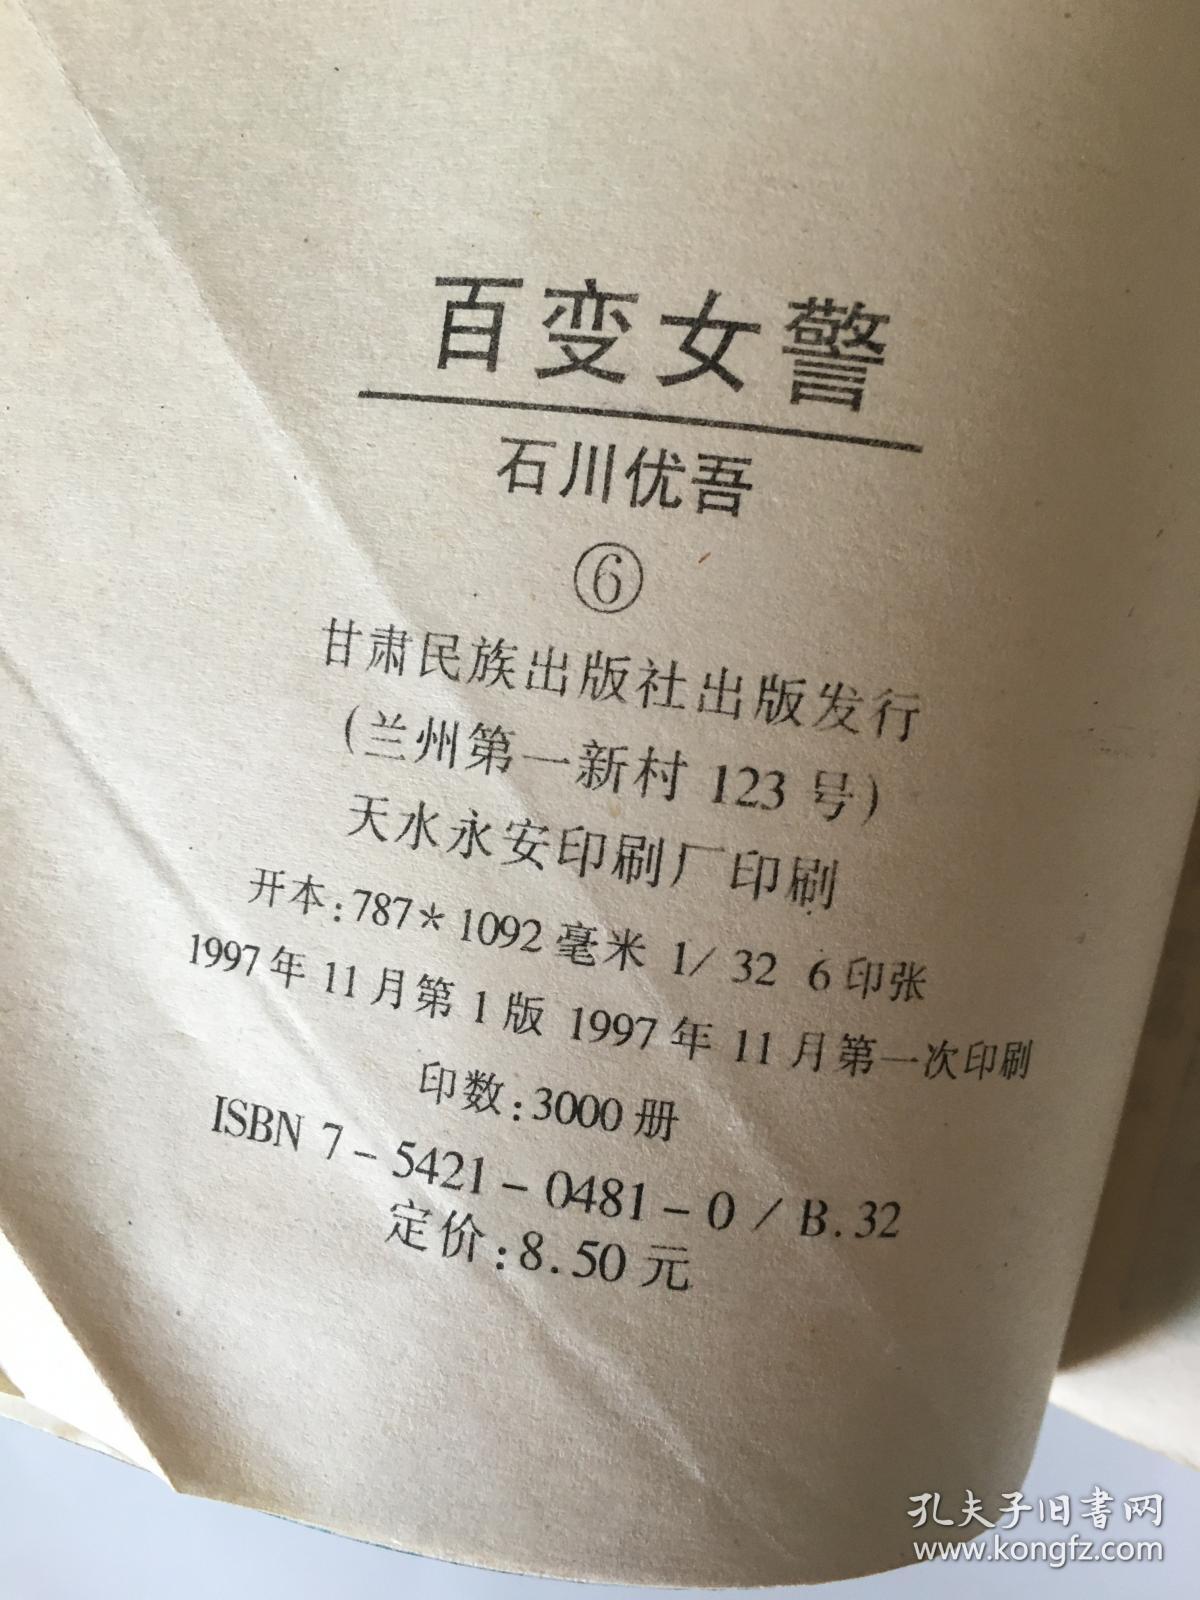 百变女警
石川优吾
⑥
甘肃民族出版社出版发行
(兰州第一新村 123 号)
天水永安印刷厂印刷
开本:787*1092毫米 1/32 6印张
1997年11月第1版 1997年11月第一次印刷
印数:3000册
ISBN 7-5421-0481-0/B.32
定价:8.50元
孔夫子旧书网
www.kongfz.com